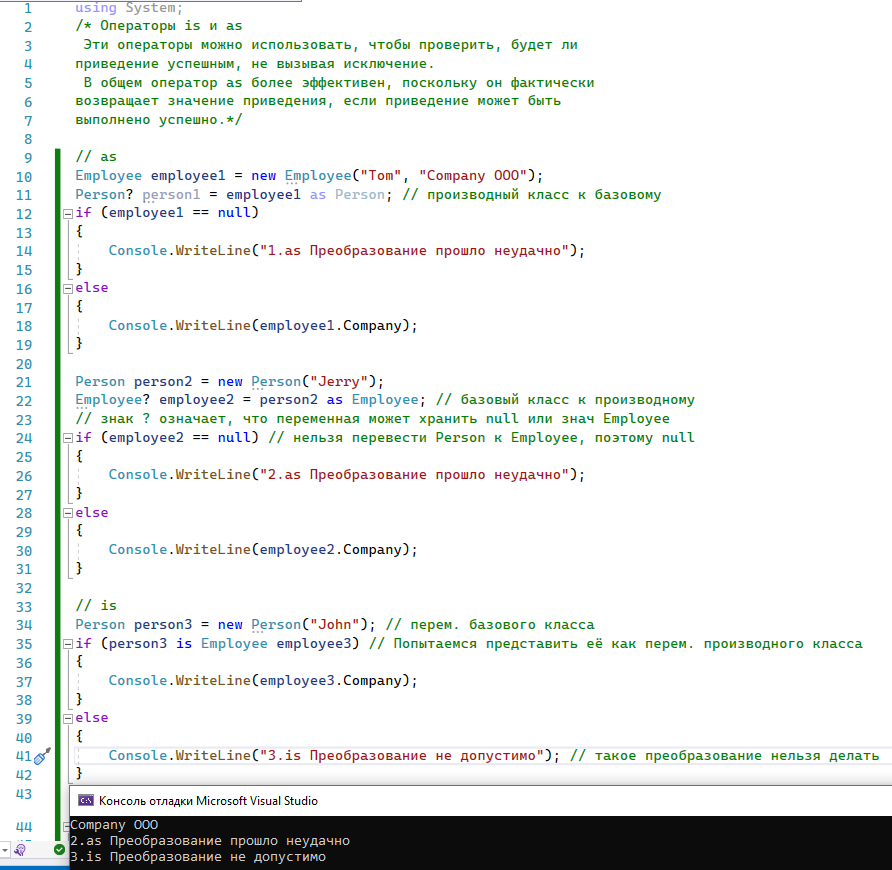 1 using System;
2 /* Операторы is и as
3 Эти операторы можно использовать, чтобы проверить, будет ли
4 приведение успешным, не вызывая исключение.
5 В общем оператор as более эффективен, поскольку он фактически
6 возвращает значение приведения, если приведение может быть
7 выполнено успешно.*/
8
9 // as
10 Employee employee1 = new Employee("Tom", "Company OOO");
11 Person? person1 = employee1 as Person; // производный класс к базовому
12 if (employee1 == null)
13 {
14 Console.WriteLine("1.as Преобразование прошло неудачно");
15 }
16 else
17 {
18 Console.WriteLine(employee1.Company);
19 }
20
21 Person person2 = new Person("Jerry");
22 Employee? employee2 = person2 as Employee; // базовый класс к производному
23 // знак ? означает, что переменная может хранить null или знач Employee
24 if (employee2 == null) // нельзя перевести Person к Employee, поэтому null
25 {
26 Console.WriteLine("2.as Преобразование прошло неудачно");
27 }
28 else
29 {
30 Console.WriteLine(employee2.Company);
31 }
32
33 // is
34 Person person3 = new Person("John"); // перем. базового класса
35 if (person3 is Employee employee3) // Попытаемся представить её как перем. производного класса
36 {
37 Console.WriteLine(employee3.Company);
38 }
39 else
40 {
41 Console.WriteLine("3.is Преобразование не допустимо"); // такое преобразование нельзя делать
42 }
43
Консоль отладки Microsoft Visual Studio
44
Company OOO
2.as Преобразование прошло неудачно
3.is Преобразование не допустимо